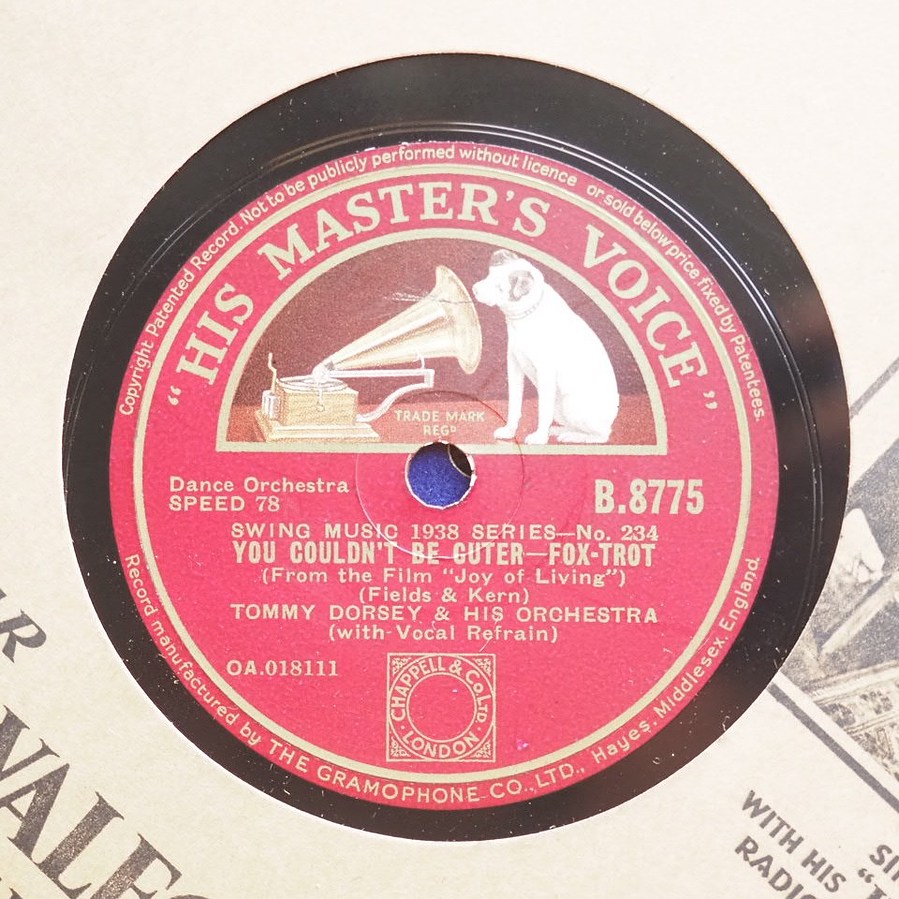 Copyright Patented Record. Not to be publicly performed without licence or sold below price, fixed by Patentees.
"HIS MASTER'S VOICE"
TRADE MARK
REGD
Dance Orchestra
SPEED 78
B.8775
SWING MUSIC 1938 SERIES—No. 234
YOU COULDN'T BE CUTER—FOX-TROT
(From the Film "Joy of Living")
(Fields & Kern)
TOMMY DORSEY & HIS ORCHESTRA
(with Vocal Refrain)
OA.018111
CHAPPELL & CO LTD
LONDON
Record manufactured by THE GRAMOPHONE CO., LTD., Hayes, Middlesex, England.
WITH HIS